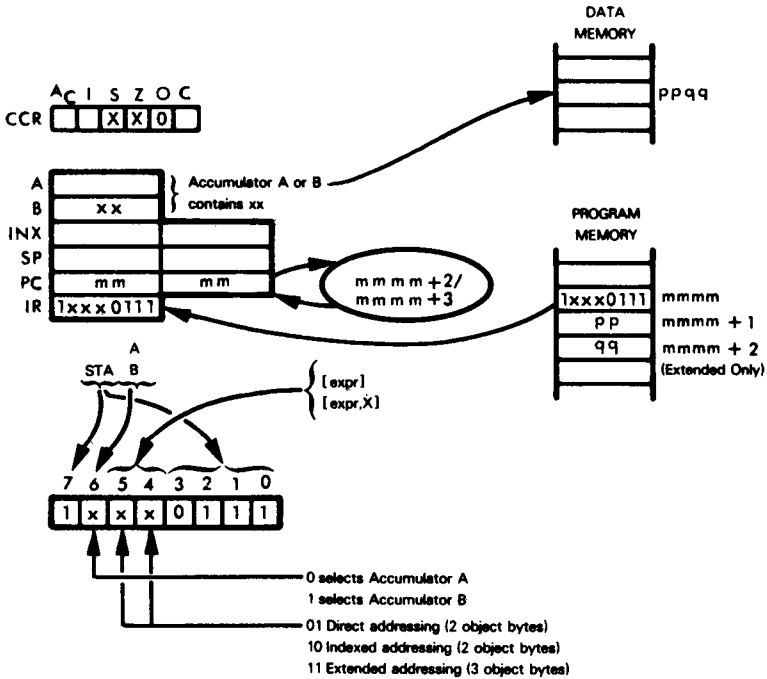 DATA
MEMORY
ppqq
AC I S Z O C
CCR X X 0
A
B xx
INX
SP
PC mm mm
IR 1xxx0111
Accumulator A or B
contains xx
mmmm+2/
mmmm+3
PROGRAM
MEMORY
1xxx0111 mmmm
pp mmmm + 1
qq mmmm + 2
(Extended Only)
A
STA B
[expr]
[expr,X]
7 6 5 4 3 2 1 0
1 x x x 0 1 1 1
0 selects Accumulator A
1 selects Accumulator B
01 Direct addressing (2 object bytes)
10 Indexed addressing (2 object bytes)
11 Extended addressing (3 object bytes)